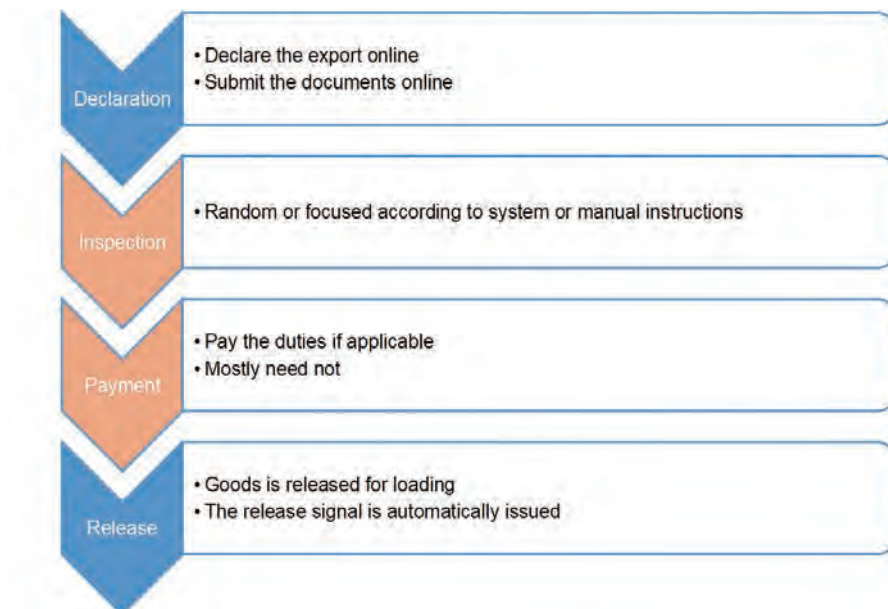 Declaration
• Declare the export online
• Submit the documents online
Inspection
• Random or focused according to system or manual instructions
Payment
• Pay the duties if applicable
• Mostly need not
Release
• Goods is released for loading
• The release signal is automatically issued